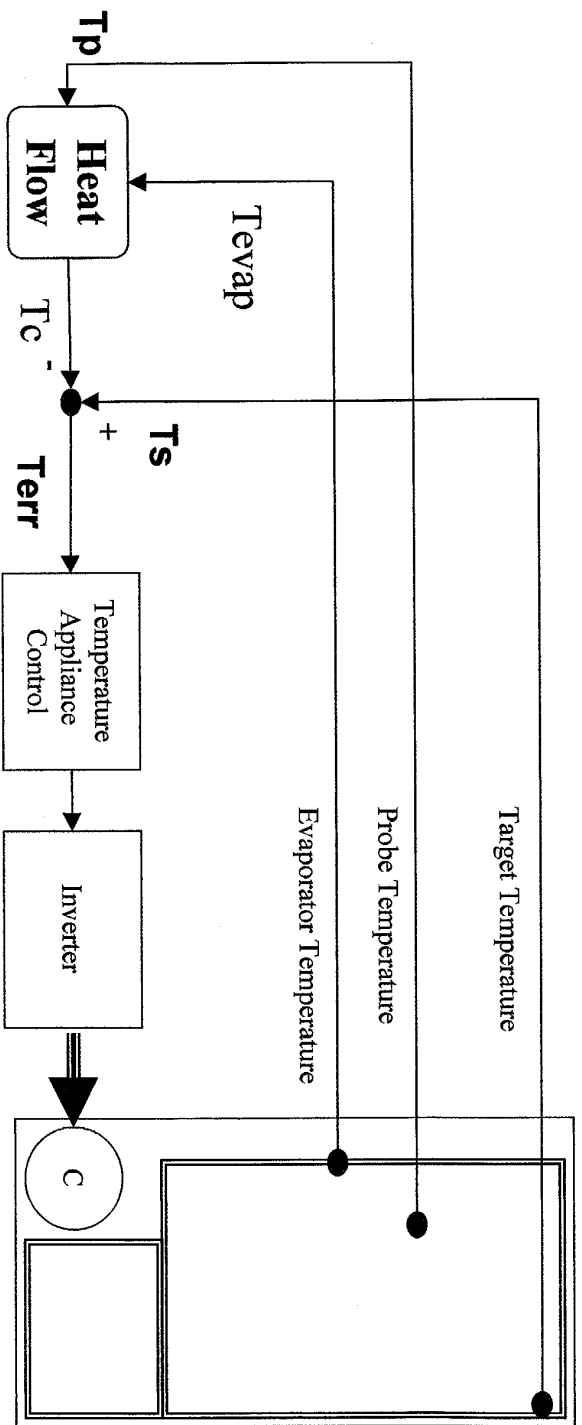 Target Temperature
Probe Temperature
Evaporator Temperature
Tp
Tevap
Ts
+
Heat
Flow
Tc -
Terr
Temperature
Appliance
Control
Inverter
C